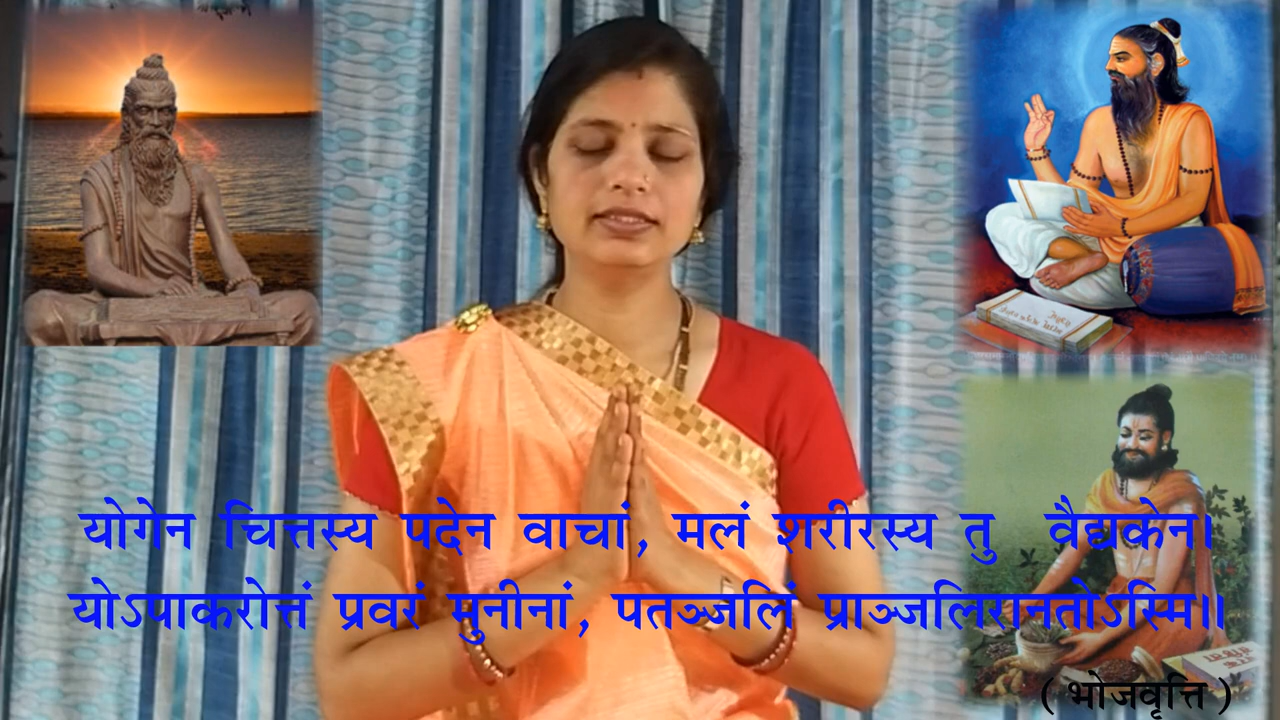 योगेन चित्तस्य पदेन वाचां, मलं शरीरस्य तु वैद्यकेन।
योऽपाकरोत्तं प्रवरं मुनीनां, पतञ्जलिं प्राञ्जलिरानतोऽस्मि॥
( भोजवृत्ति )